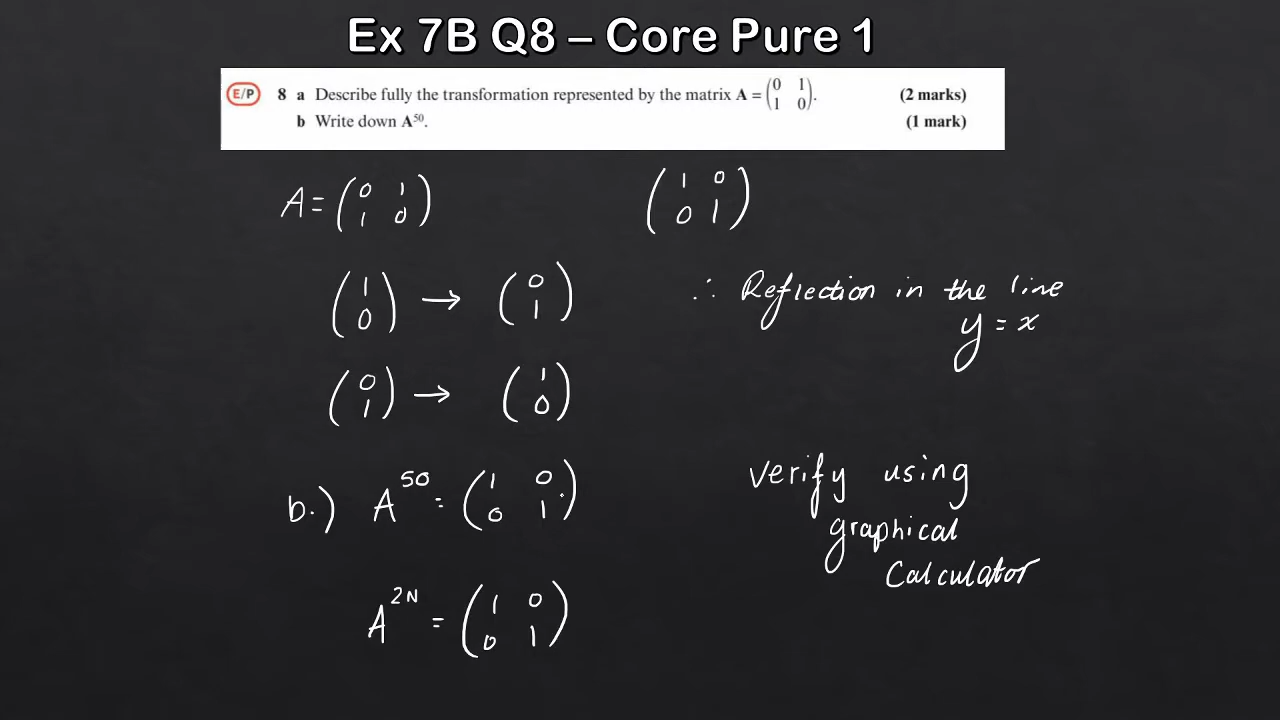 Ex 7B Q8 – Core Pure 1
E/P 8 a Describe fully the transformation represented by the matrix A = (0 1
1 0). (2 marks)
b Write down A⁵⁰. (1 mark)
A = (0 1
1 0)
(1 0
0 1)
(1
0) → (0
1)
∴ Reflection in the line
y = x
(0
1) → (1
0)
b.) A⁵⁰ = (1 0
0 1)
verify using
graphical
Calculator
A²ᴺ = (1 0
0 1)